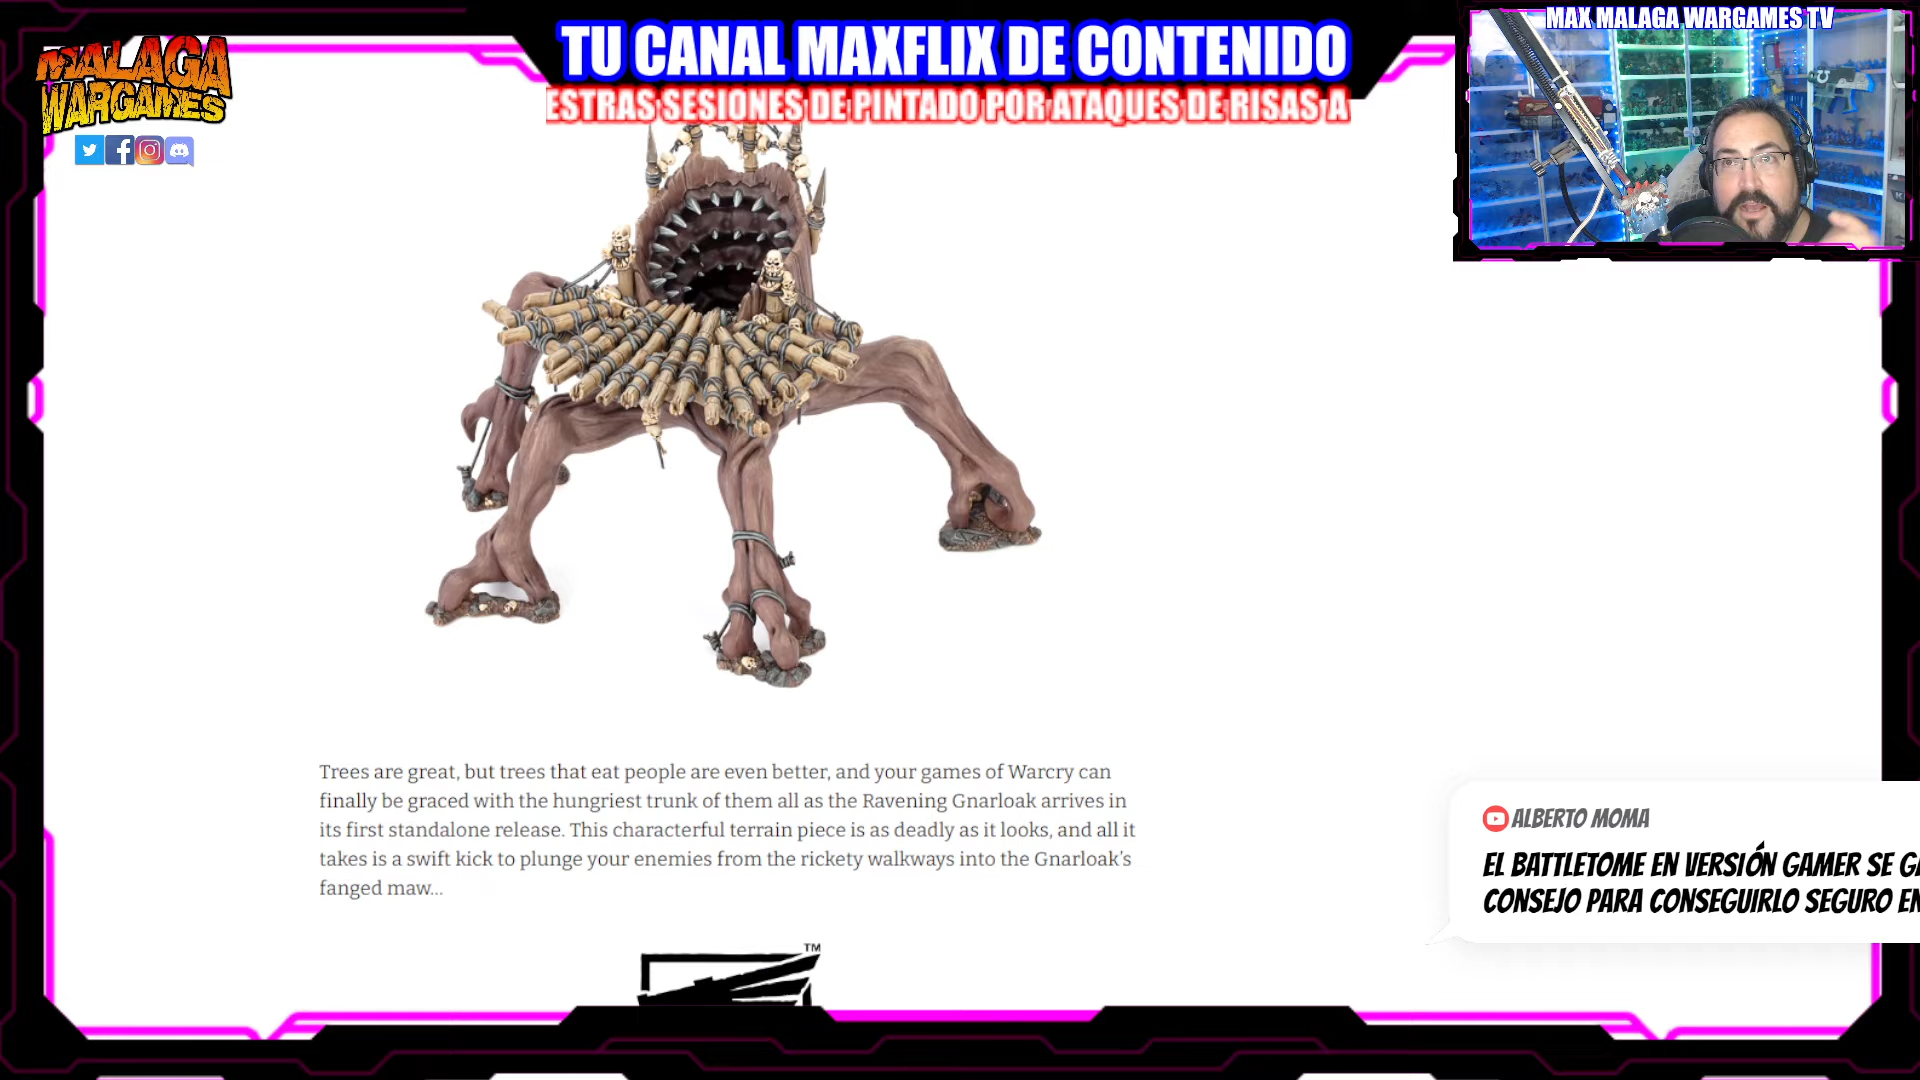 MALAGA
WARGAMES
TU CANAL MAXFLIX DE CONTENIDO
ESTRAS SESIONES DE PINTADO POR ATAQUES DE RISAS A
MAX MALAGA WARGAMES TV
Trees are great, but trees that eat people are even better, and your games of Warcry can
finally be graced with the hungriest trunk of them all as the Ravening Gnarloak arrives in
its first standalone release. This characterful terrain piece is as deadly as it looks, and all it
takes is a swift kick to plunge your enemies from the rickety walkways into the Gnarloak’s
fanged maw…
TM
ALBERTO MOMA
EL BATTLETOME EN VERSIÓN GAMER SE
CONSEJO PARA CONSEGUIRLO SEGURO EN